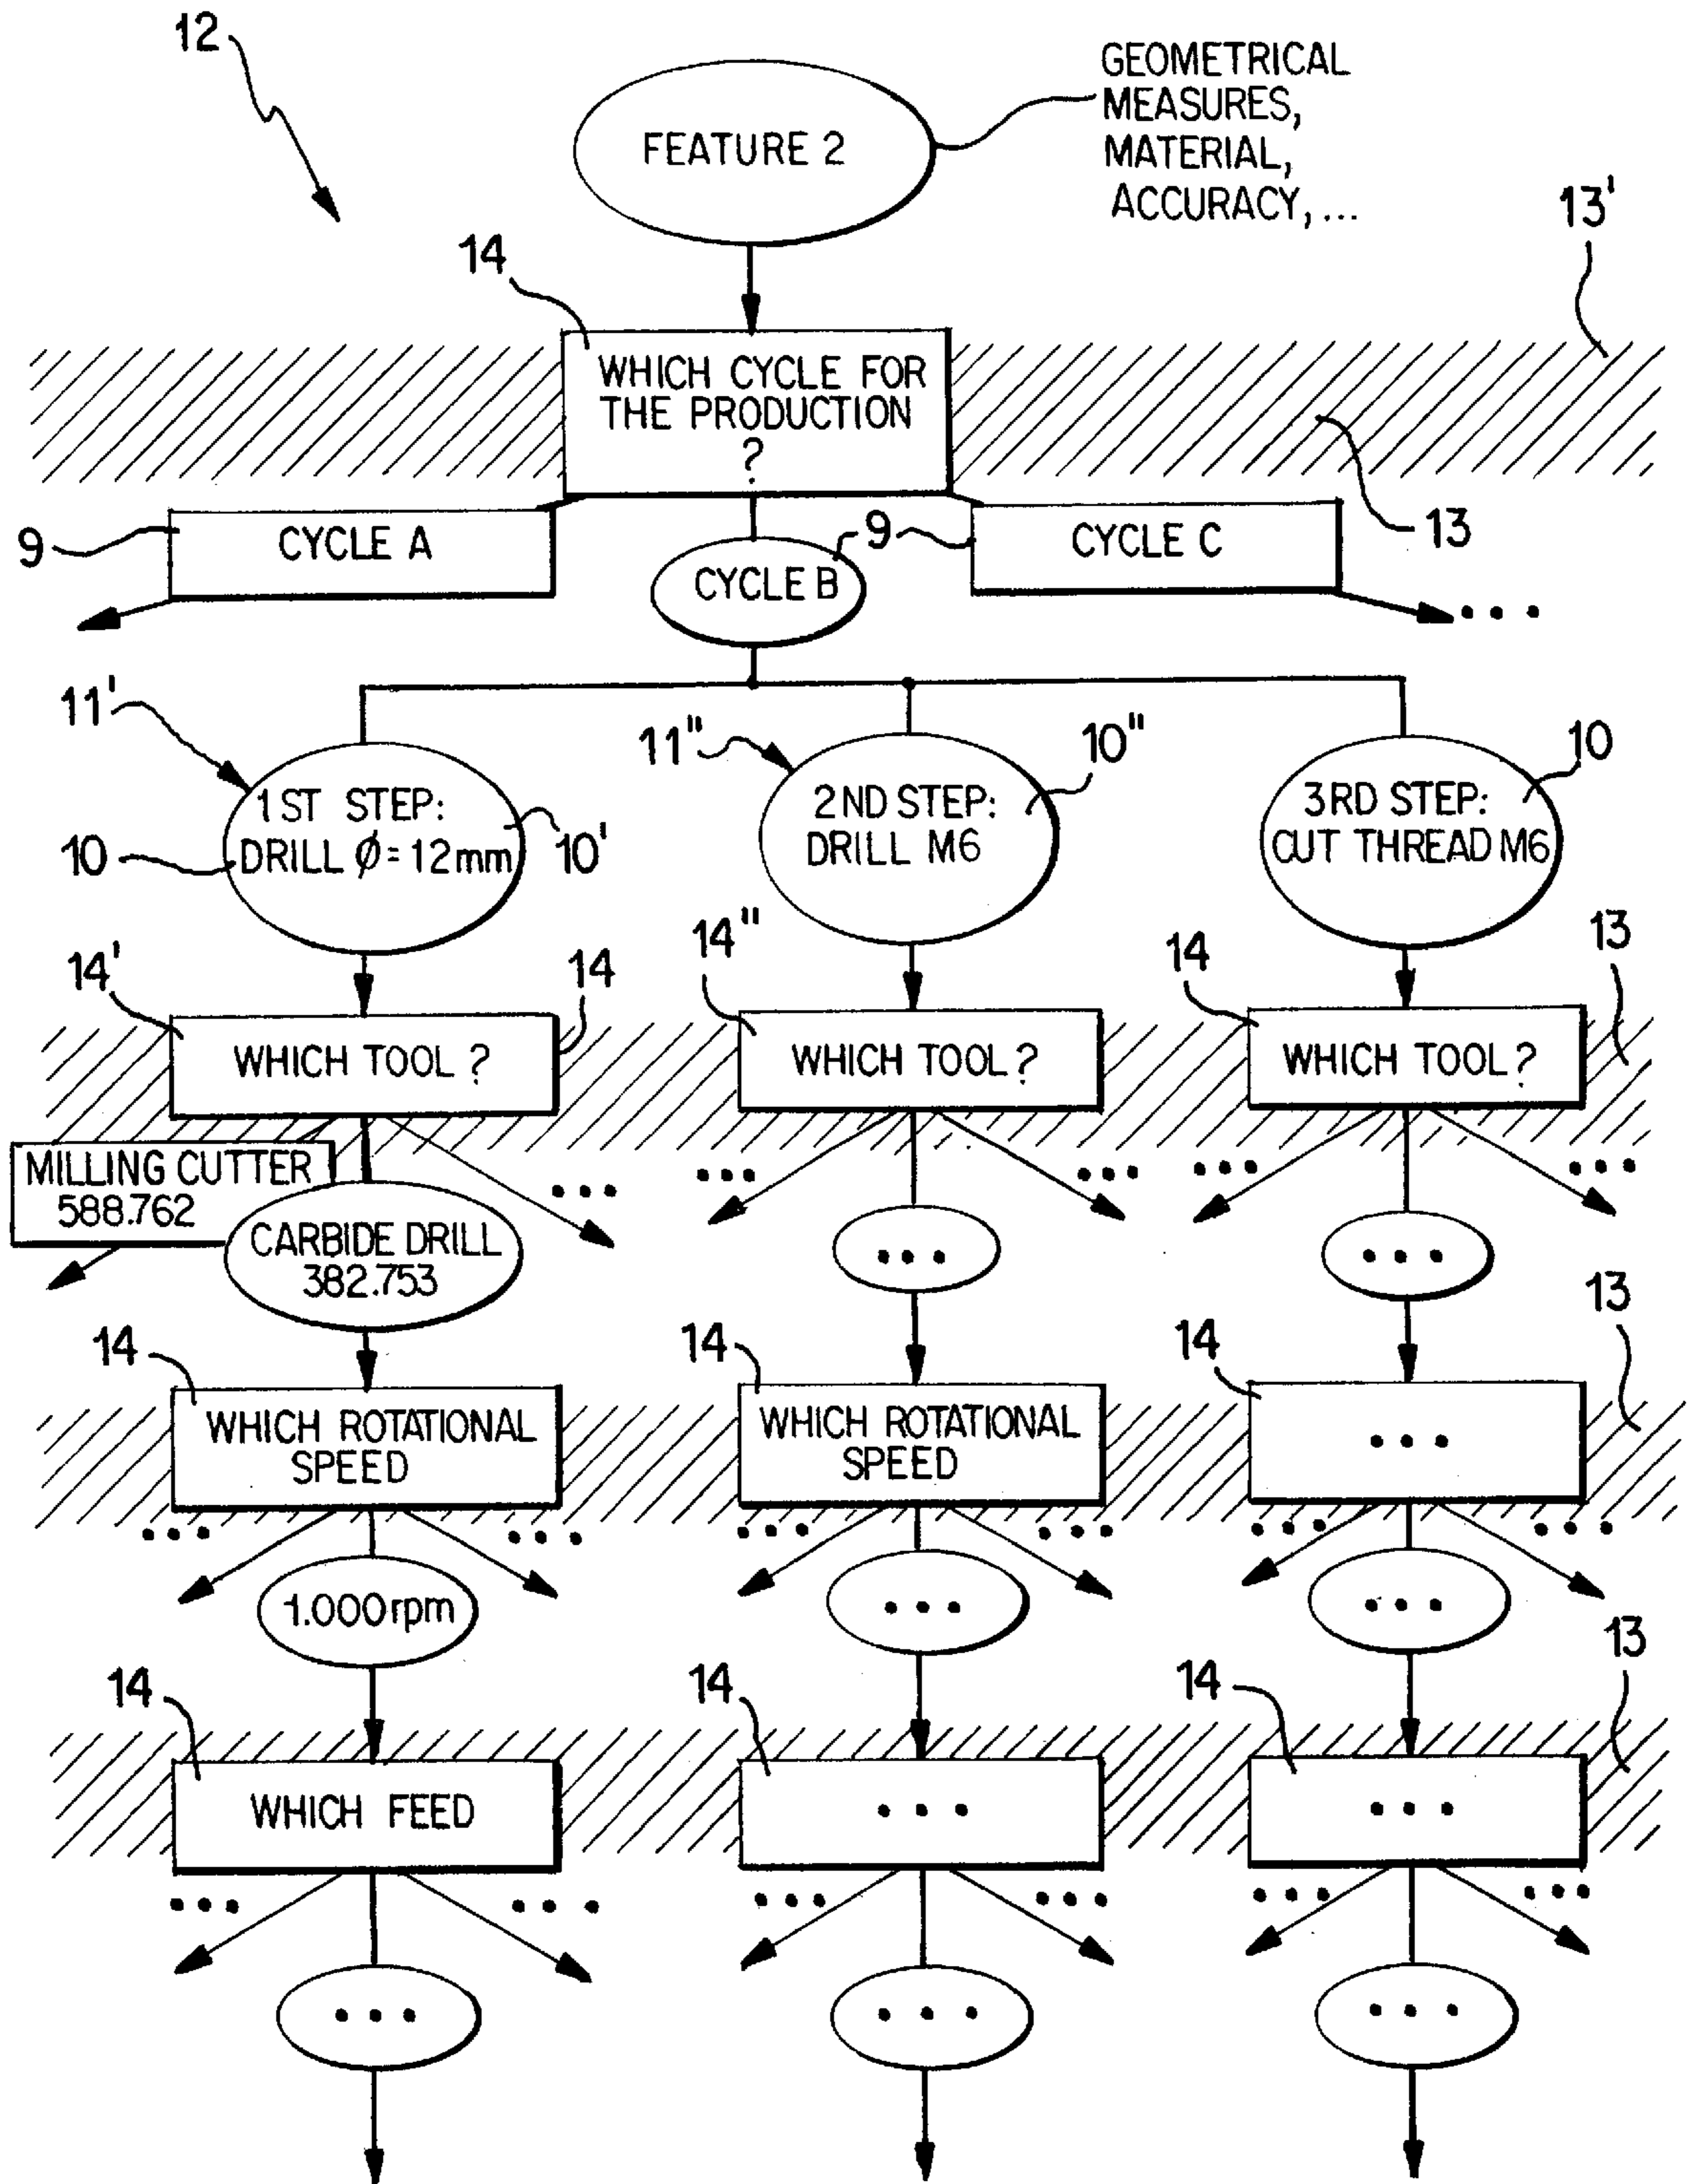 12
FEATURE 2
GEOMETRICAL
MEASURES,
MATERIAL,
ACCURACY, ...
13'
14
WHICH CYCLE FOR
THE PRODUCTION
?
9
CYCLE A
CYCLE B
9
CYCLE C
13
...
11'
1ST STEP:
DRILL ϕ = 12mm
10
10'
11"
2ND STEP:
DRILL M6
10"
3RD STEP:
CUT THREAD M6
10
14'
WHICH TOOL ?
14
14"
WHICH TOOL ?
14
WHICH TOOL ?
13
MILLING CUTTER
588.762
CARBIDE DRILL
382.753
...
...
...
...
...
...
...
14
WHICH ROTATIONAL
SPEED
14
WHICH ROTATIONAL
SPEED
14
...
13
...
...
...
...
...
...
1.000 rpm
...
...
14
WHICH FEED
14
...
14
...
13
...
...
...
...
...
...
...
...
...